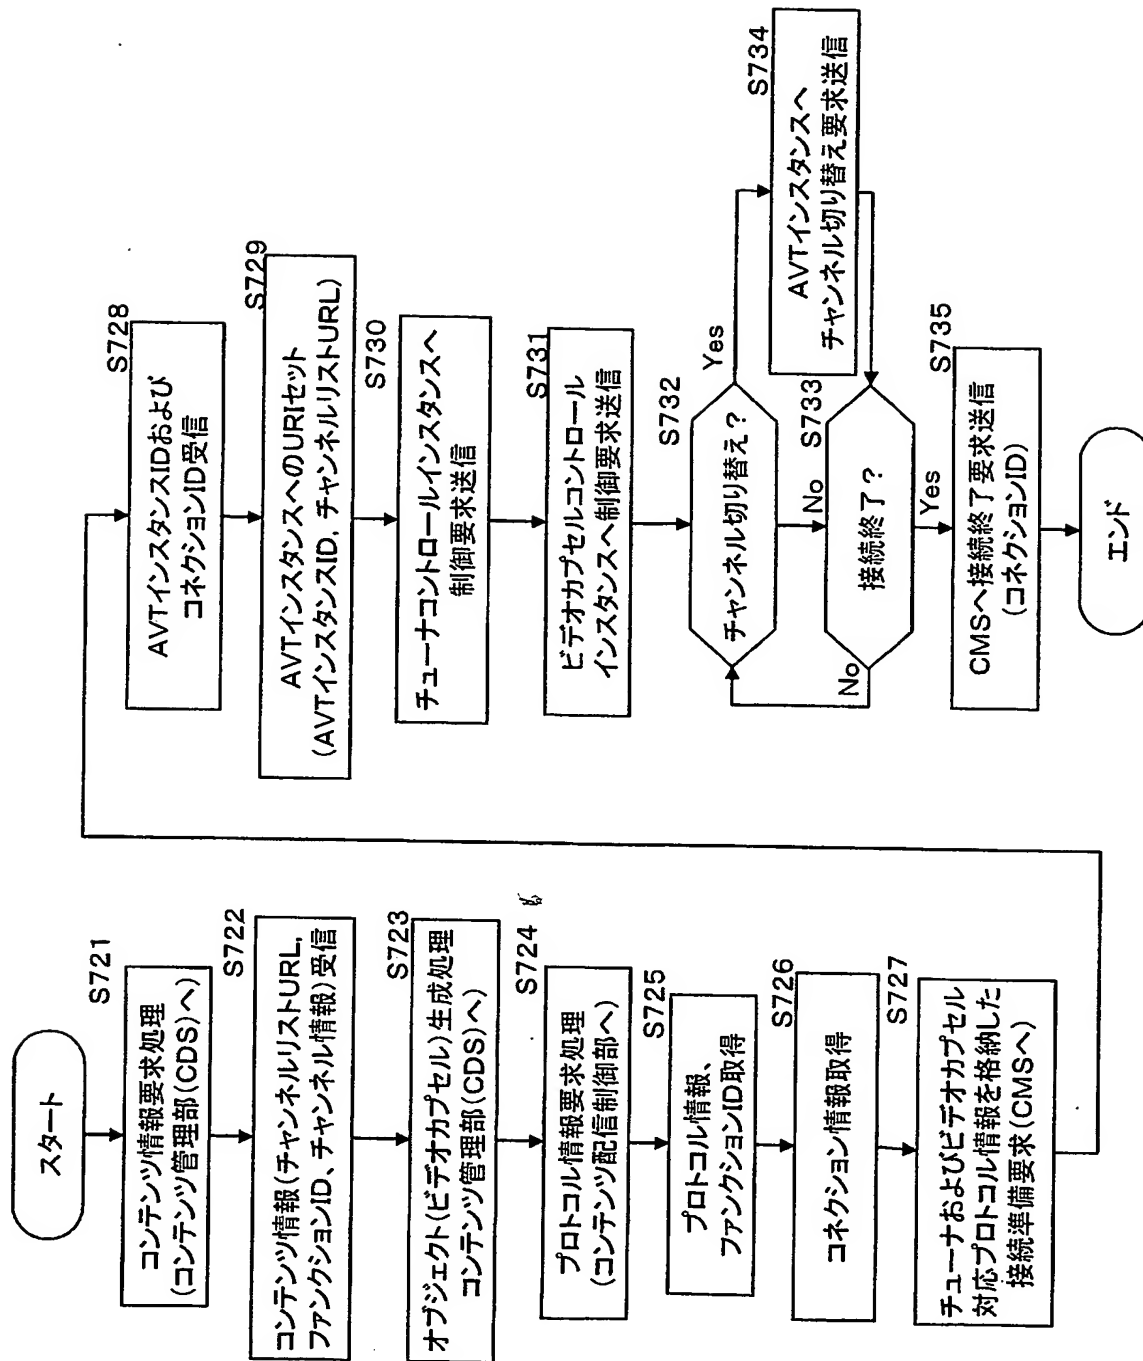 スタート
S721
コンテンツ情報要求処理
(コンテンツ管理部(CDS)へ)
S722
コンテンツ情報(チャンネルリストURL,
ファンクションID、チャンネル情報)受信
S723
オブジェクト(ビデオカプセル)生成処理
コンテンツ管理部(CDS)へ)
S724
プロトコル情報要求処理
(コンテンツ配信制御部へ)
S725
プロトコル情報、
ファンクションID取得
S726
コネクション情報取得
S727
チューナおよびビデオカプセル
対応プロトコル情報を格納した
接続準備要求(CMSへ)
S728
AVTインスタンスIDおよび
コネクションID受信
S729
AVTインスタンスへのURIセット
(AVTインスタンスID, チャンネルリストURL)
S730
チューナコントロールインスタンスへ
制御要求送信
S731
ビデオカプセルコントロール
インスタンスへ制御要求送信
S732
チャンネル切り替え?
Yes
No
S734
AVTインスタンスへ
チャンネル切り替え要求送信
S733
接続終了?
No
Yes
S735
CMSへ接続終了要求送信
(コネクションID)
エンド